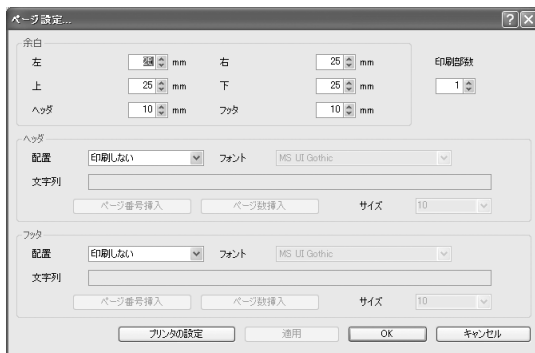 ページ設定...
余白
左 mm 右 25 mm 印刷部数
上 25 mm 下 25 mm 1
ヘッダ 10 mm フッタ 10 mm
ヘッダ
配置 印刷しない フォント MS UI Gothic
文字列
ページ番号挿入 ページ数挿入 サイズ 10
フッタ
配置 印刷しない フォント MS UI Gothic
文字列
ページ番号挿入 ページ数挿入 サイズ 10
プリンタの設定 適用 OK キャンセル